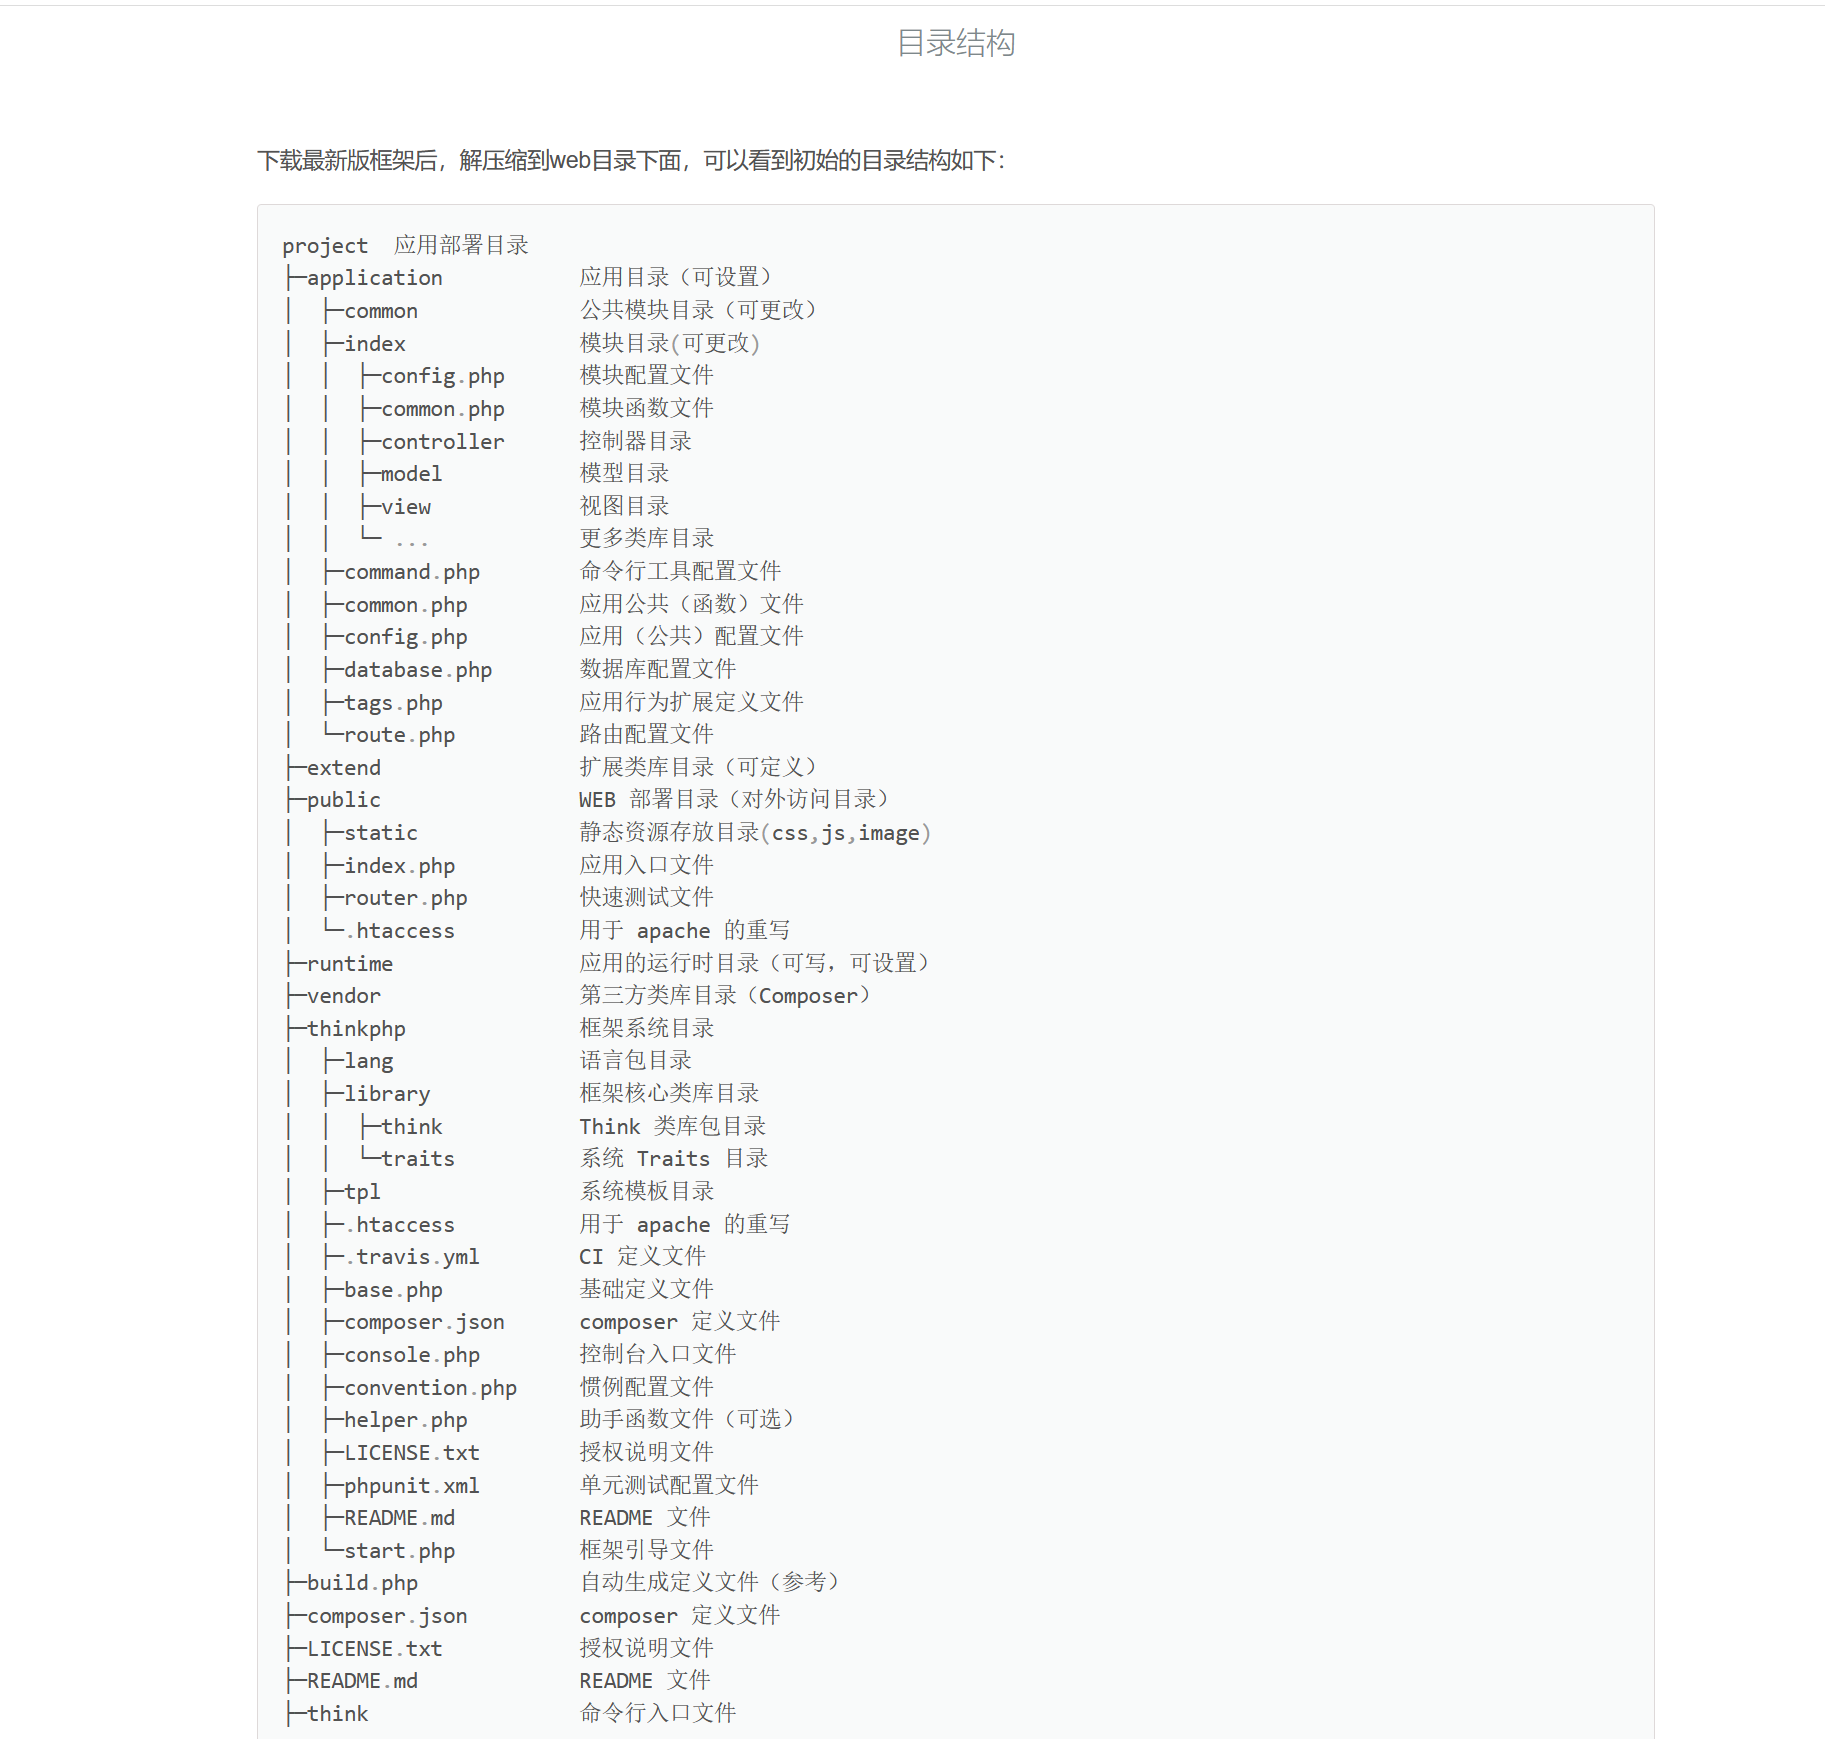 目录结构
下载最新版框架后，解压缩到web目录下面，可以看到初始的目录结构如下：
project  应用部署目录
├─application           应用目录（可设置）
│  ├─common             公共模块目录（可更改）
│  ├─index              模块目录(可更改)
│  │  ├─config.php      模块配置文件
│  │  ├─common.php      模块函数文件
│  │  ├─controller      控制器目录
│  │  ├─model           模型目录
│  │  ├─view            视图目录
│  │  └─ ...            更多类库目录
│  ├─command.php        命令行工具配置文件
│  ├─common.php         应用公共（函数）文件
│  ├─config.php         应用（公共）配置文件
│  ├─database.php       数据库配置文件
│  ├─tags.php           应用行为扩展定义文件
│  └─route.php          路由配置文件
├─extend                扩展类库目录（可定义）
├─public                WEB 部署目录（对外访问目录）
│  ├─static             静态资源存放目录(css,js,image)
│  ├─index.php          应用入口文件
│  ├─router.php         快速测试文件
│  └─.htaccess          用于 apache 的重写
├─runtime               应用的运行时目录（可写，可设置）
├─vendor                第三方类库目录（Composer）
├─thinkphp              框架系统目录
│  ├─lang               语言包目录
│  ├─library            框架核心类库目录
│  │  ├─think           Think 类库包目录
│  │  └─traits          系统 Traits 目录
│  ├─tpl                系统模板目录
│  ├─.htaccess          用于 apache 的重写
│  ├─.travis.yml        CI 定义文件
│  ├─base.php           基础定义文件
│  ├─composer.json      composer 定义文件
│  ├─console.php        控制台入口文件
│  ├─convention.php     惯例配置文件
│  ├─helper.php         助手函数文件（可选）
│  ├─LICENSE.txt        授权说明文件
│  ├─phpunit.xml        单元测试配置文件
│  ├─README.md          README 文件
│  └─start.php          框架引导文件
├─build.php             自动生成定义文件（参考）
├─composer.json         composer 定义文件
├─LICENSE.txt           授权说明文件
├─README.md             README 文件
├─think                 命令行入口文件